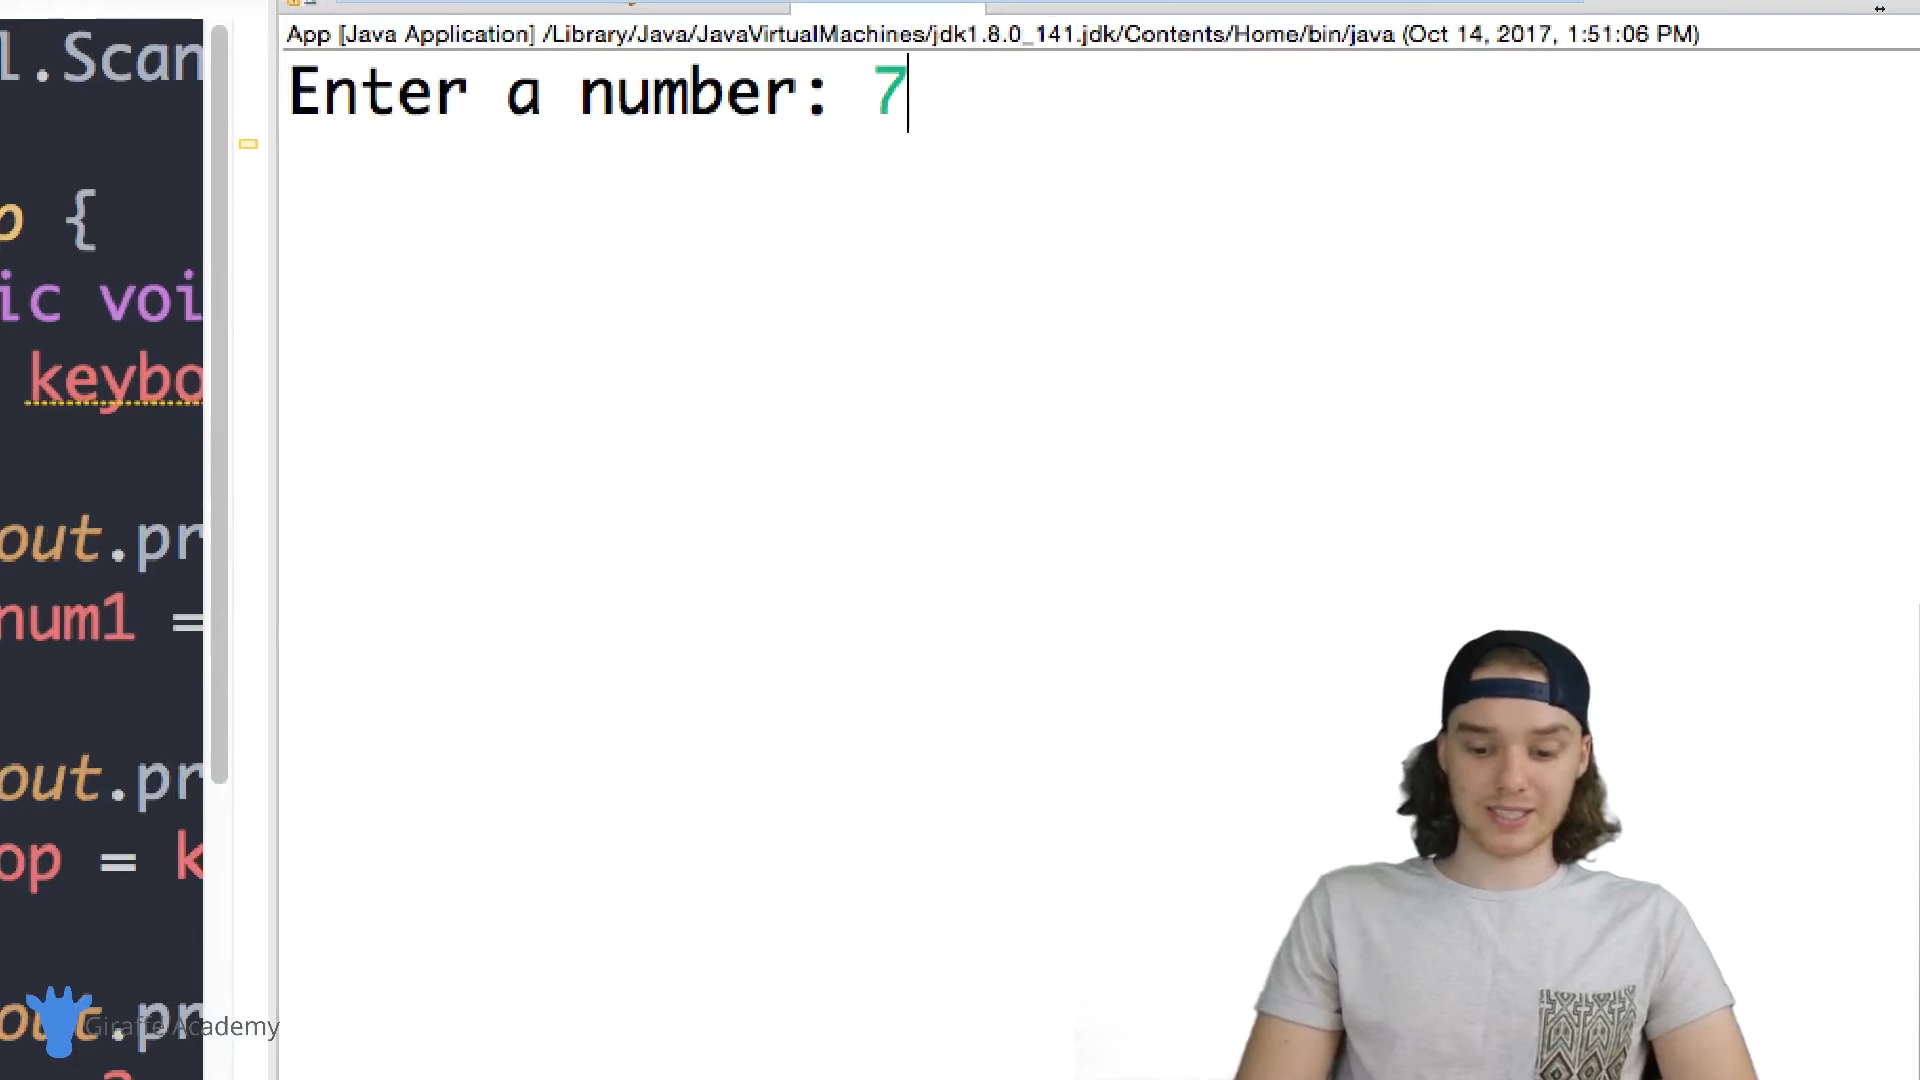 App [Java Application] /Library/Java/JavaVirtualMachines/jdk1.8.0_141.jdk/Contents/Home/bin/java (Oct 14, 2017, 1:51:06 PM)
Enter a number: 7
l.Scan
p {
ic voi
keybo
out.pr
num1 =
out.pr
op = k
out.pr
Giraffe Academy